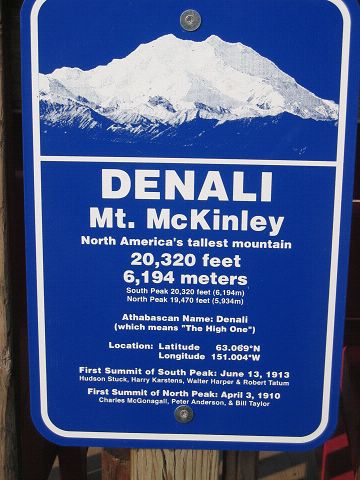 DENALI
Mt. McKinley
North America's tallest mountain
20,320 feet
6,194 meters
South Peak 20,320 feet (6,194m)
North Peak 19,470 feet (5,934m)
Athabascan Name: Denali
(which means "The High One")
Location: Latitude 63.069°N
Longitude 151.004°W
First Summit of South Peak: June 13, 1913
Hudson Stuck, Harry Karstens, Walter Harper & Robert Tatum
First Summit of North Peak: April 3, 1910
Charles McGonagall, Peter Anderson, & Bill Taylor